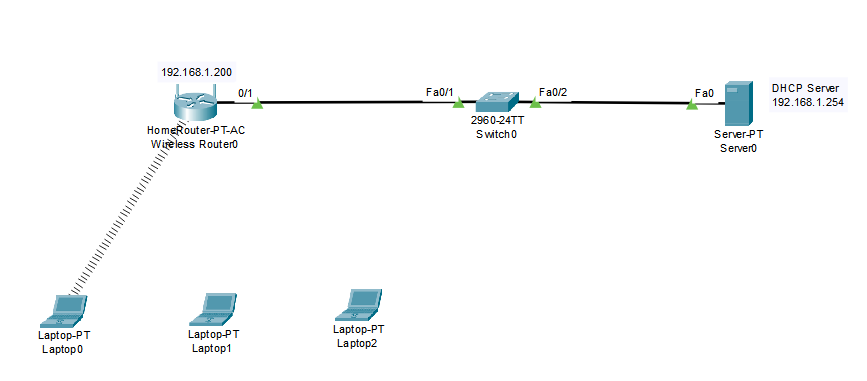 192.168.1.200
0/1
Fa0/1
Fa0/2
Fa0
DHCP Server
192.168.1.254
HomeRouter-PT-AC
Wireless Router0
2960-24TT
Switch0
Server-PT
Server0
Laptop-PT
Laptop0
Laptop-PT
Laptop1
Laptop-PT
Laptop2